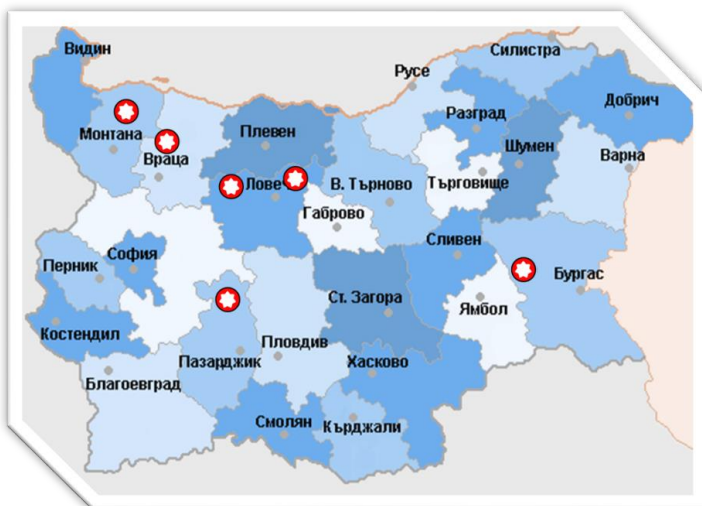 Видин
Силистра
Русе
Добрич
Разград
Монтана
Плевен
Шумен
Враца
Варна
Лове
В. Търново
Търговище
Габрово
София
Сливен
Перник
Бургас
Ст. Загора
Ямбол
Костендил
Пловдив
Пазарджик
Хасково
Благоевград
Смолян
Кърджали